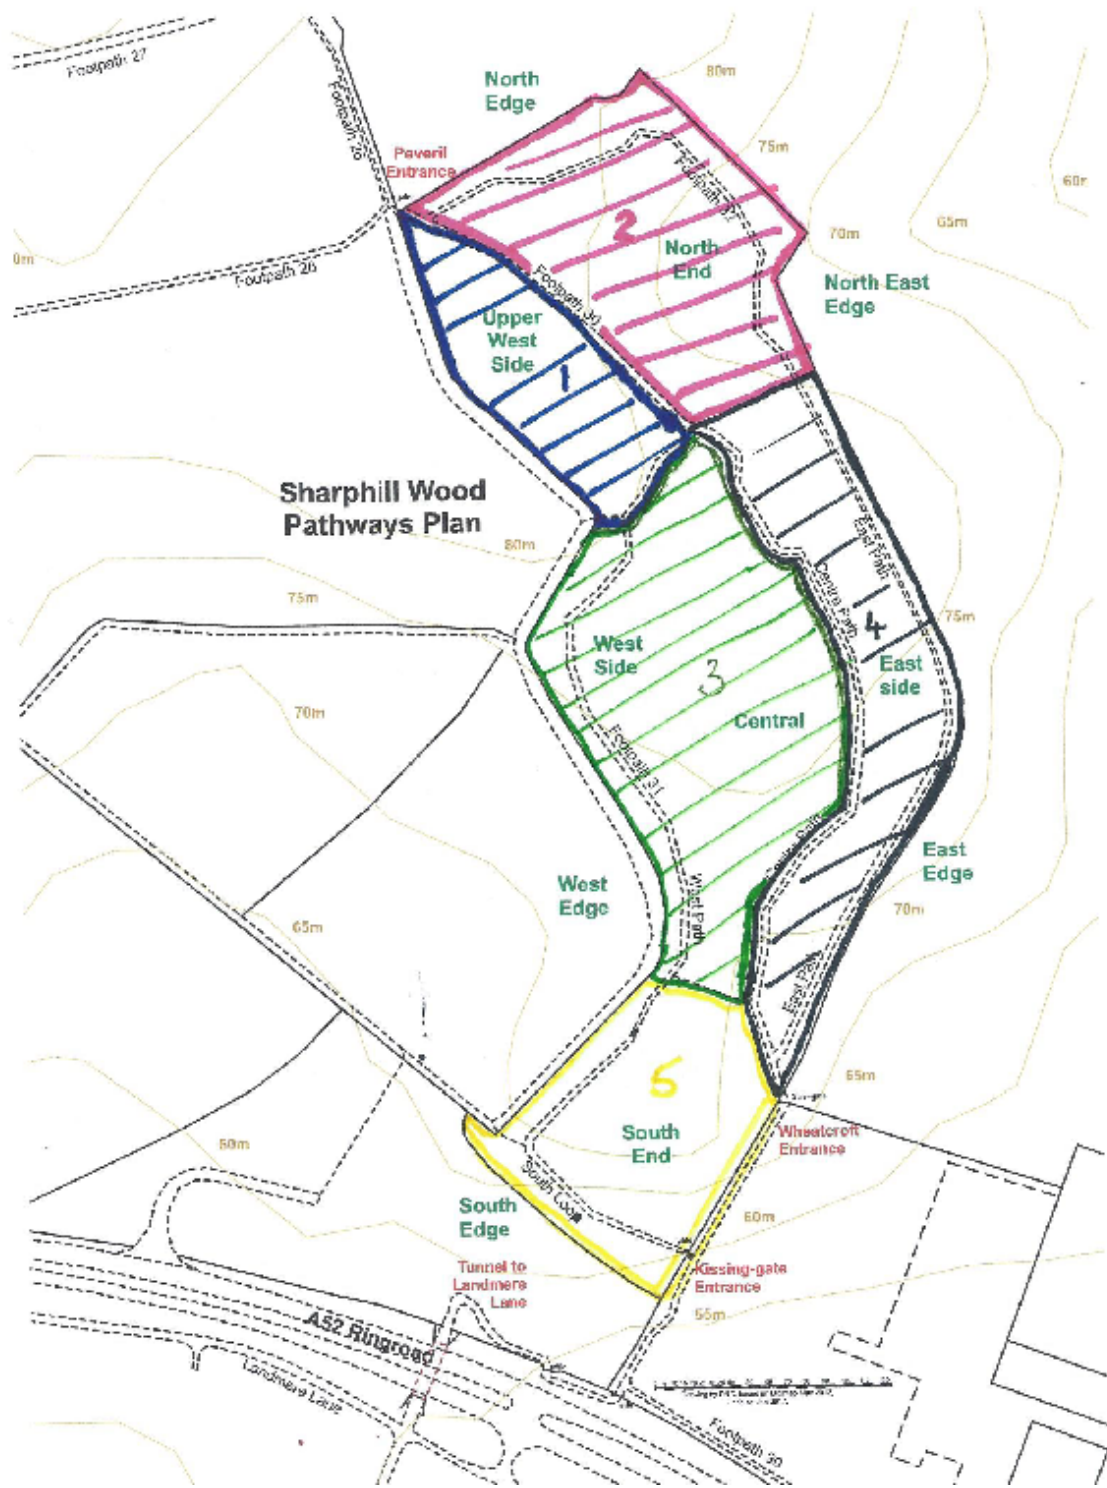 Footpath 27
North
Edge
80m
Footpath 26
75m
Peveril
Entrance
Footpath 31
60m
65m
70m
2
North
End
0m
Footpath 26
Footpath 30
North East
Edge
Upper
West
Side
1
Sharphill Wood
Pathways Plan
80m
East Path
75m
Centre Path
75m
4
West
Side
3
East
side
70m
Central
Footpath 31
East
Edge
West
Edge
West Path
70m
65m
East Path
65m
5
South
End
Wheatcroft
Entrance
60m
South Loop
South
Edge
60m
Tunnel to
Landmere
Lane
Kissing-gate
Entrance
55m
A52 Ringroad
Landmere Lane
Footpath 30